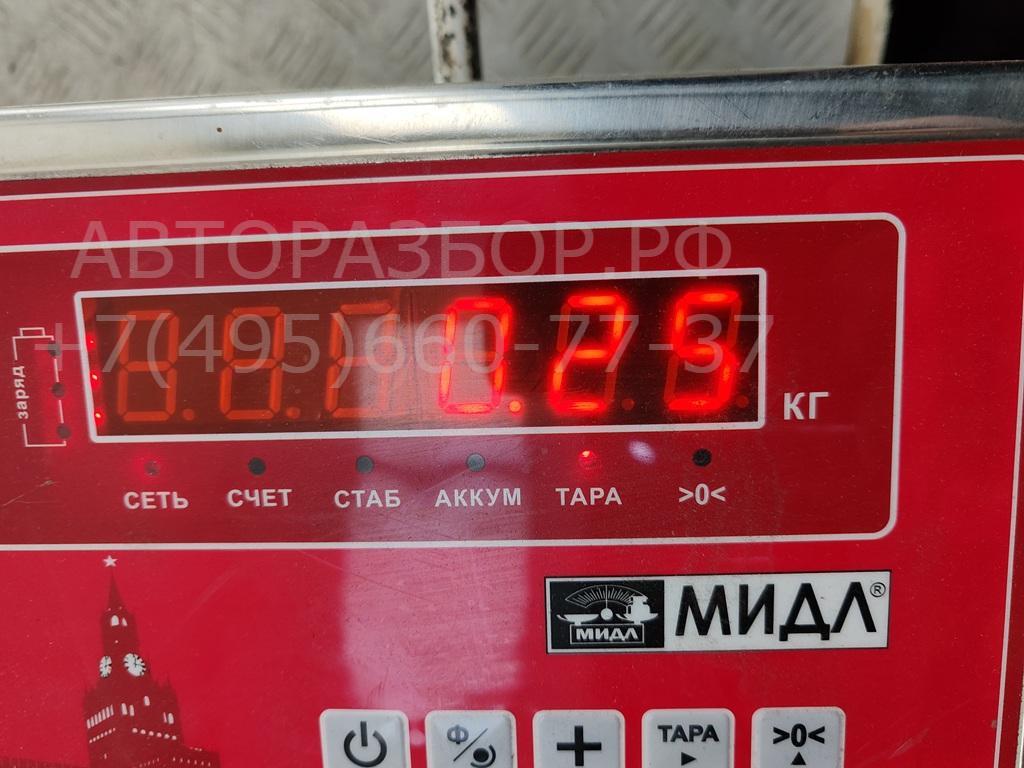 АВТОРАЗБОР.РФ
0.25
+7(495)660-77-37
заряд
КГ
СЕТЬ СЧЕТ СТАБ АККУМ ТАРА >0<
МИДЛ МИДЛ®
Ф ТАРА >0<